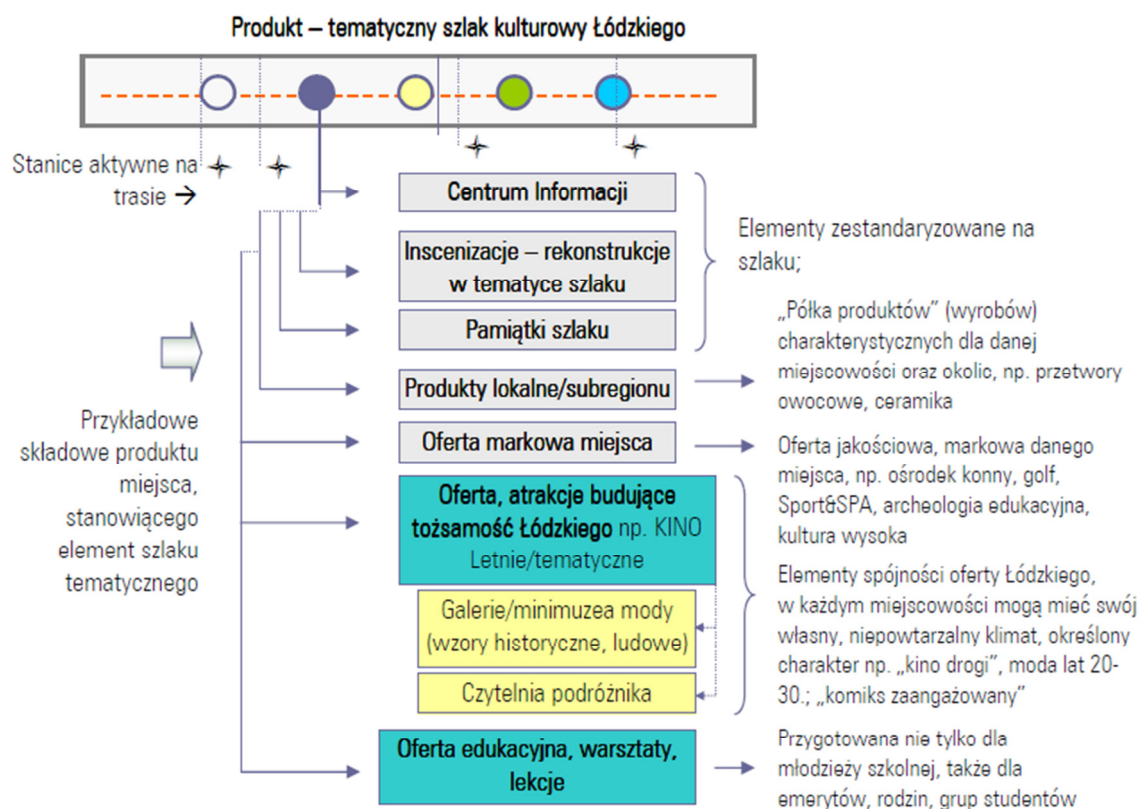 Produkt – tematyczny szlak kulturowy Łódzkiego
Stanice aktywne na
trasie →
Centrum Informacji
Inscenizacje – rekonstrukcje
w tematyce szlaku
Pamiątki szlaku
Elementy zestandaryzowane na
szlaku;
Produkty lokalne/subregionu
„Półka produktów” (wyrobów)
charakterystycznych dla danej
miejscowości oraz okolic, np. przetwory
owocowe, ceramika
Przykładowe
składowe produktu
miejsca,
stanowiącego
element szlaku
tematycznego
Oferta markowa miejsca
Oferta jakościowa, markowa danego
miejsca, np. ośrodek konny, golf,
Sport&SPA, archeologia edukacyjna,
kultura wysoka
Oferta, atrakcje budujące
tożsamość Łódzkiego np. KINO
Letnie/tematyczne
Galerie/minimuzea mody
(wzory historyczne, ludowe)
Czytelnia podróżnika
Elementy spójności oferty Łódzkiego,
w każdym miejscowości mogą mieć swój
własny, niepowtarzalny klimat, określony
charakter np. „kino drogi”, moda lat 20-
30.; „komiks zaangażowany”
Oferta edukacyjna, warsztaty,
lekcje
Przygotowana nie tylko dla
młodzieży szkolnej, także dla
emerytów, rodzin, grup studentów